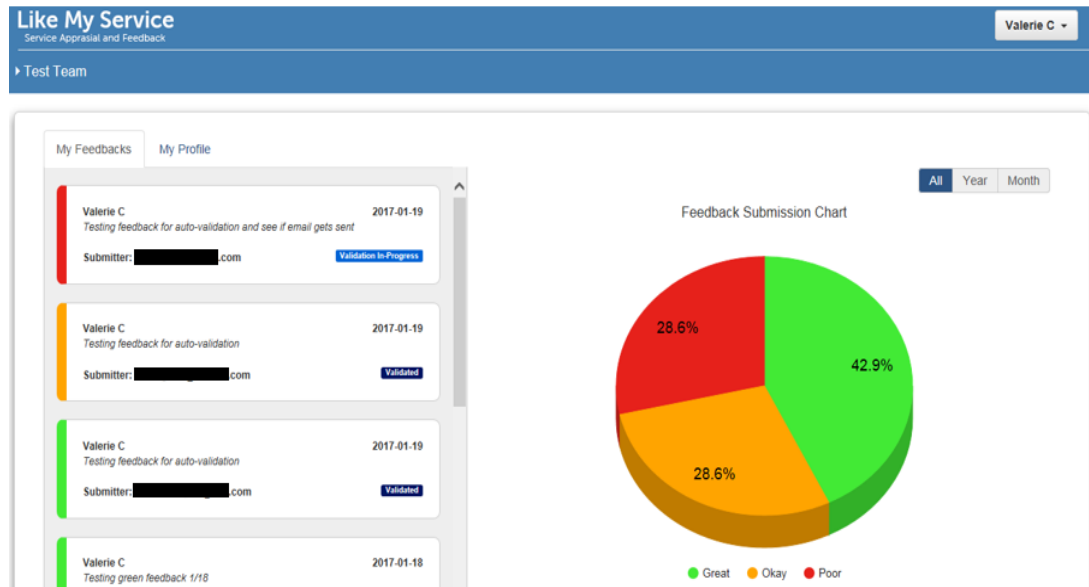 Like My Service
Service Apprasial and Feedback
Valerie C
Test Team
My Feedbacks My Profile
All Year Month
Valerie C 2017-01-19
Testing feedback for auto-validation and see if email gets sent
Submitter: .com Validation In-Progress
Valerie C 2017-01-19
Testing feedback for auto-validation
Submitter: .com Validated
Valerie C 2017-01-19
Testing feedback for auto-validation
Submitter: .com Validated
Valerie C 2017-01-18
Testing green feedback 1/18
Feedback Submission Chart
28.6%
42.9%
28.6%
Great Okay Poor